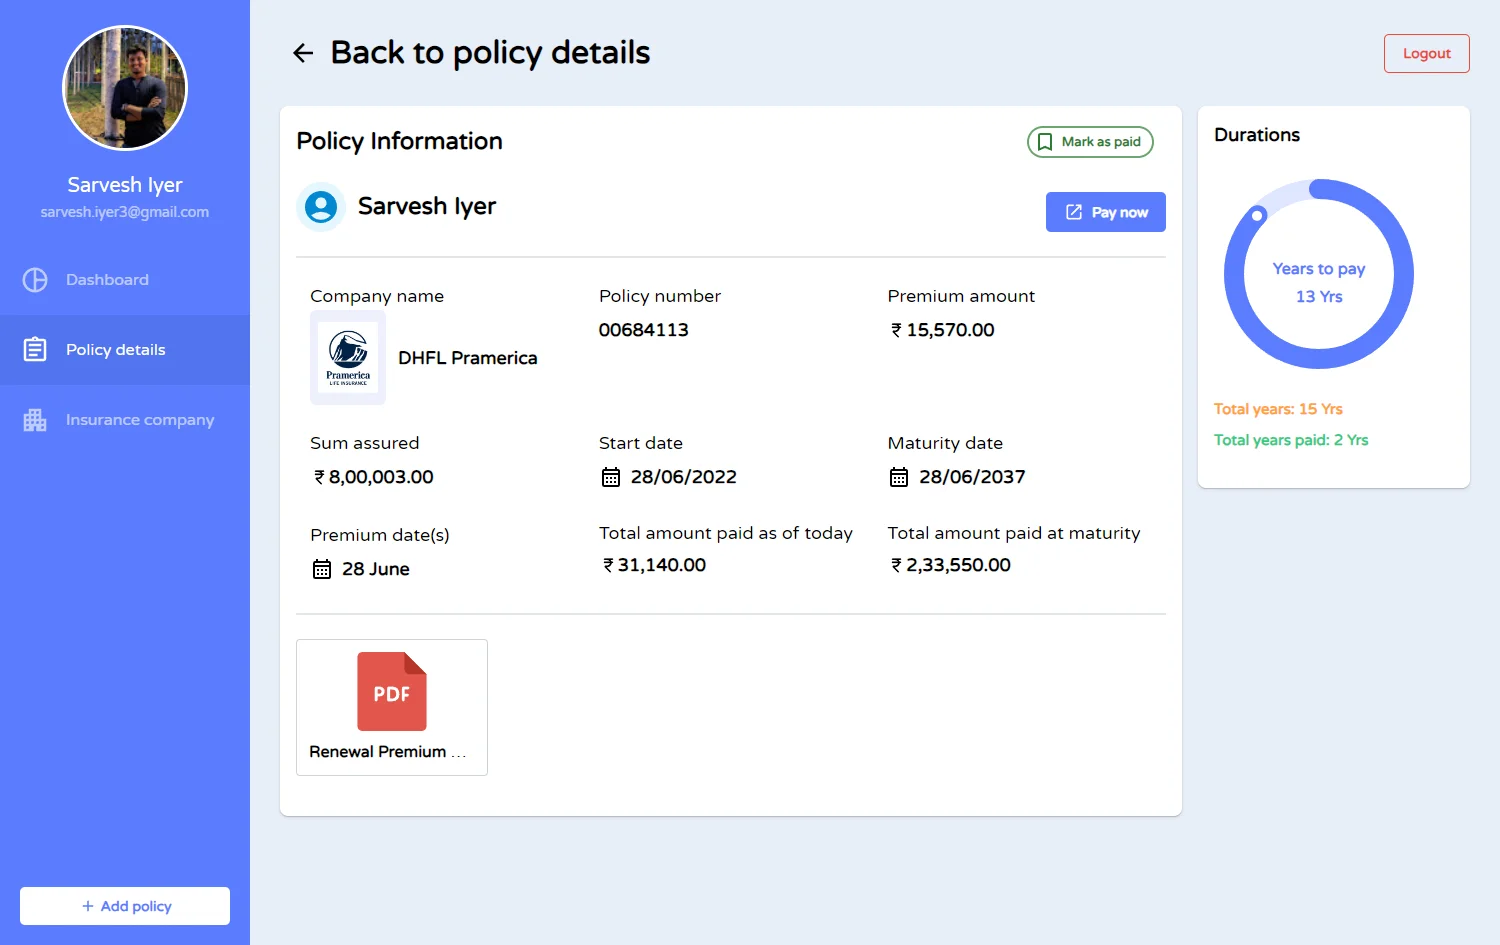 Sarvesh Iyer
sarvesh.iyer3@gmail.com
Dashboard
Policy details
Insurance company
+ Add policy
Back to policy details
Logout
Policy Information
Mark as paid
Sarvesh Iyer
Pay now
Company name
Pramerica
LIFE INSURANCE
DHFL Pramerica
Policy number
00684113
Premium amount
₹ 15,570.00
Sum assured
₹ 8,00,003.00
Start date
28/06/2022
Maturity date
28/06/2037
Premium date(s)
28 June
Total amount paid as of today
₹ 31,140.00
Total amount paid at maturity
₹ 2,33,550.00
PDF
Renewal Premium ...
Durations
Years to pay
13 Yrs
Total years: 15 Yrs
Total years paid: 2 Yrs